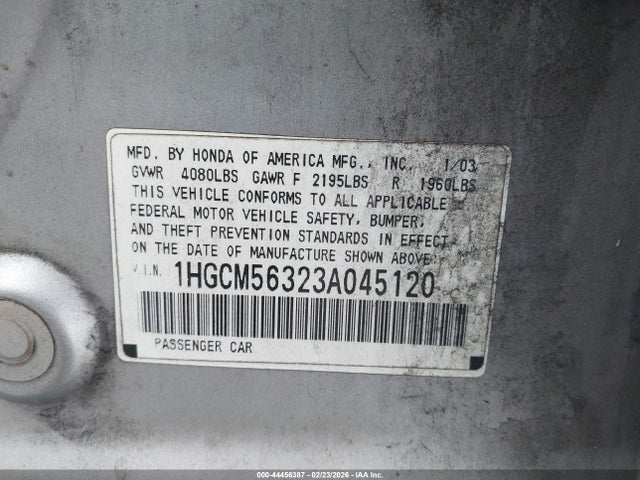 MFD. BY HONDA OF AMERICA MFG., INC. 1/03
GVWR 4080LBS GAWR F 2195LBS R 1960LBS
THIS VEHICLE CONFORMS TO ALL APPLICABLE
FEDERAL MOTOR VEHICLE SAFETY, BUMPER,
AND THEFT PREVENTION STANDARDS IN EFFECT
ON THE DATE OF MANUFACTURE SHOWN ABOVE.
V.I.N. 1HGCM56323A045120
PASSENGER CAR
000-44456387 - 02/23/2026 - IAAI.COM